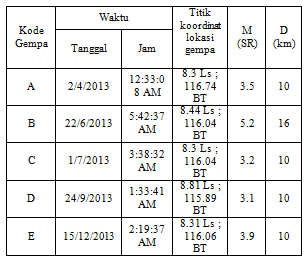 Kode Gempa Waktu Titik koordinat lokasi gempa M (SR) D (km)
Tanggal Jam
A 2/4/2013 12:33:08 AM 8.3 Ls ; 116.74 BT 3.5 10
B 22/6/2013 5:42:37 AM 8.44 Ls ; 116.04 BT 5.2 16
C 1/7/2013 3:38:32 AM 8.3 Ls ; 116.04 BT 3.2 10
D 24/9/2013 1:33:41 AM 8.81 Ls ; 115.89 BT 3.1 10
E 15/12/2013 2:19:37 AM 8.31 Ls ; 116.06 BT 3.9 10